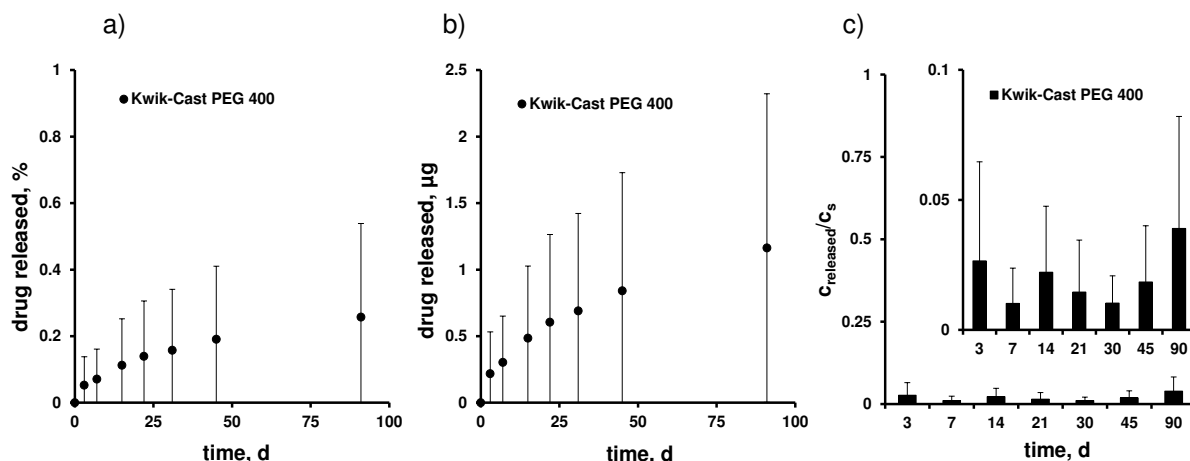 a)
b)
c)
1
0.8
0.6
0.4
0.2
0
drug released, %
Kwik-Cast PEG 400
0 25 50 75 100
time, d
2.5
2
1.5
1
0.5
0
drug released, µg
Kwik-Cast PEG 400
0 25 50 75 100
time, d
1
0.75
0.5
0.25
0
c_released/c_s
0.1
0.05
0
Kwik-Cast PEG 400
3 7 14 21 30 45 90
3 7 14 21 30 45 90
time, d